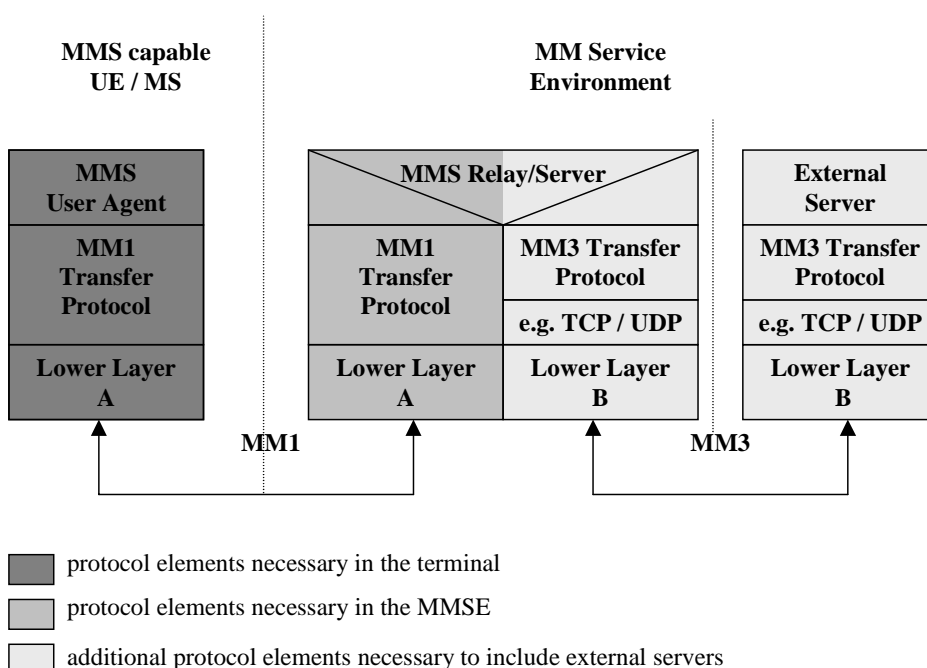 MMS capable
UE / MS
MM Service
Environment
MMS
User Agent
MM1
Transfer
Protocol
Lower Layer
A
MMS Relay/Server
MM1
Transfer
Protocol
Lower Layer
A
MM3 Transfer
Protocol
e.g. TCP / UDP
Lower Layer
B
External
Server
MM3 Transfer
Protocol
e.g. TCP / UDP
Lower Layer
B
MM1
MM3
protocol elements necessary in the terminal
protocol elements necessary in the MMSE
additional protocol elements necessary to include external servers